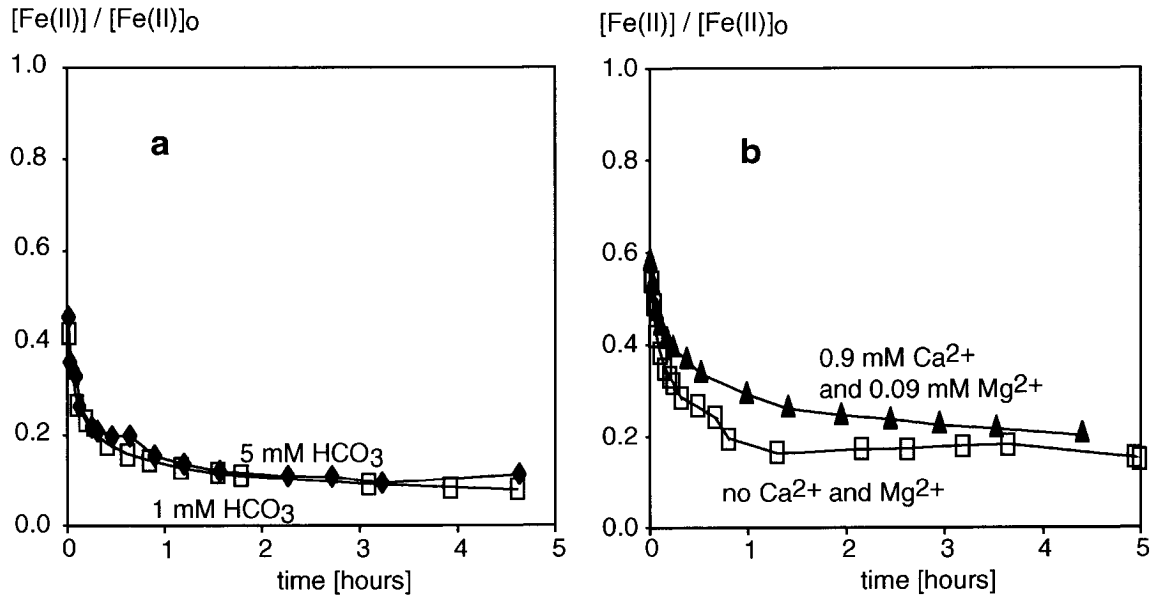 [Fe(II)] / [Fe(II)]o
1.0
0.8
0.6
0.4
0.2
0.0
a
5 mM HCO3
1 mM HCO3
0 1 2 3 4 5
time [hours]
[Fe(II)] / [Fe(II)]o
1.0
0.8
0.6
0.4
0.2
0.0
b
0.9 mM Ca2+
and 0.09 mM Mg2+
no Ca2+ and Mg2+
0 1 2 3 4 5
time [hours]